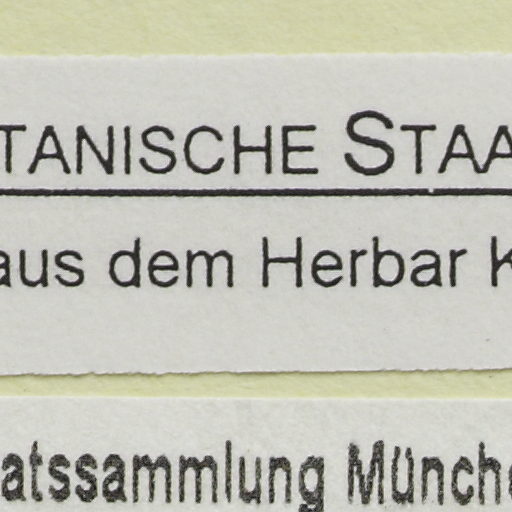 TANISCHE STAA
aus dem Herbar K
atssammlung Münche